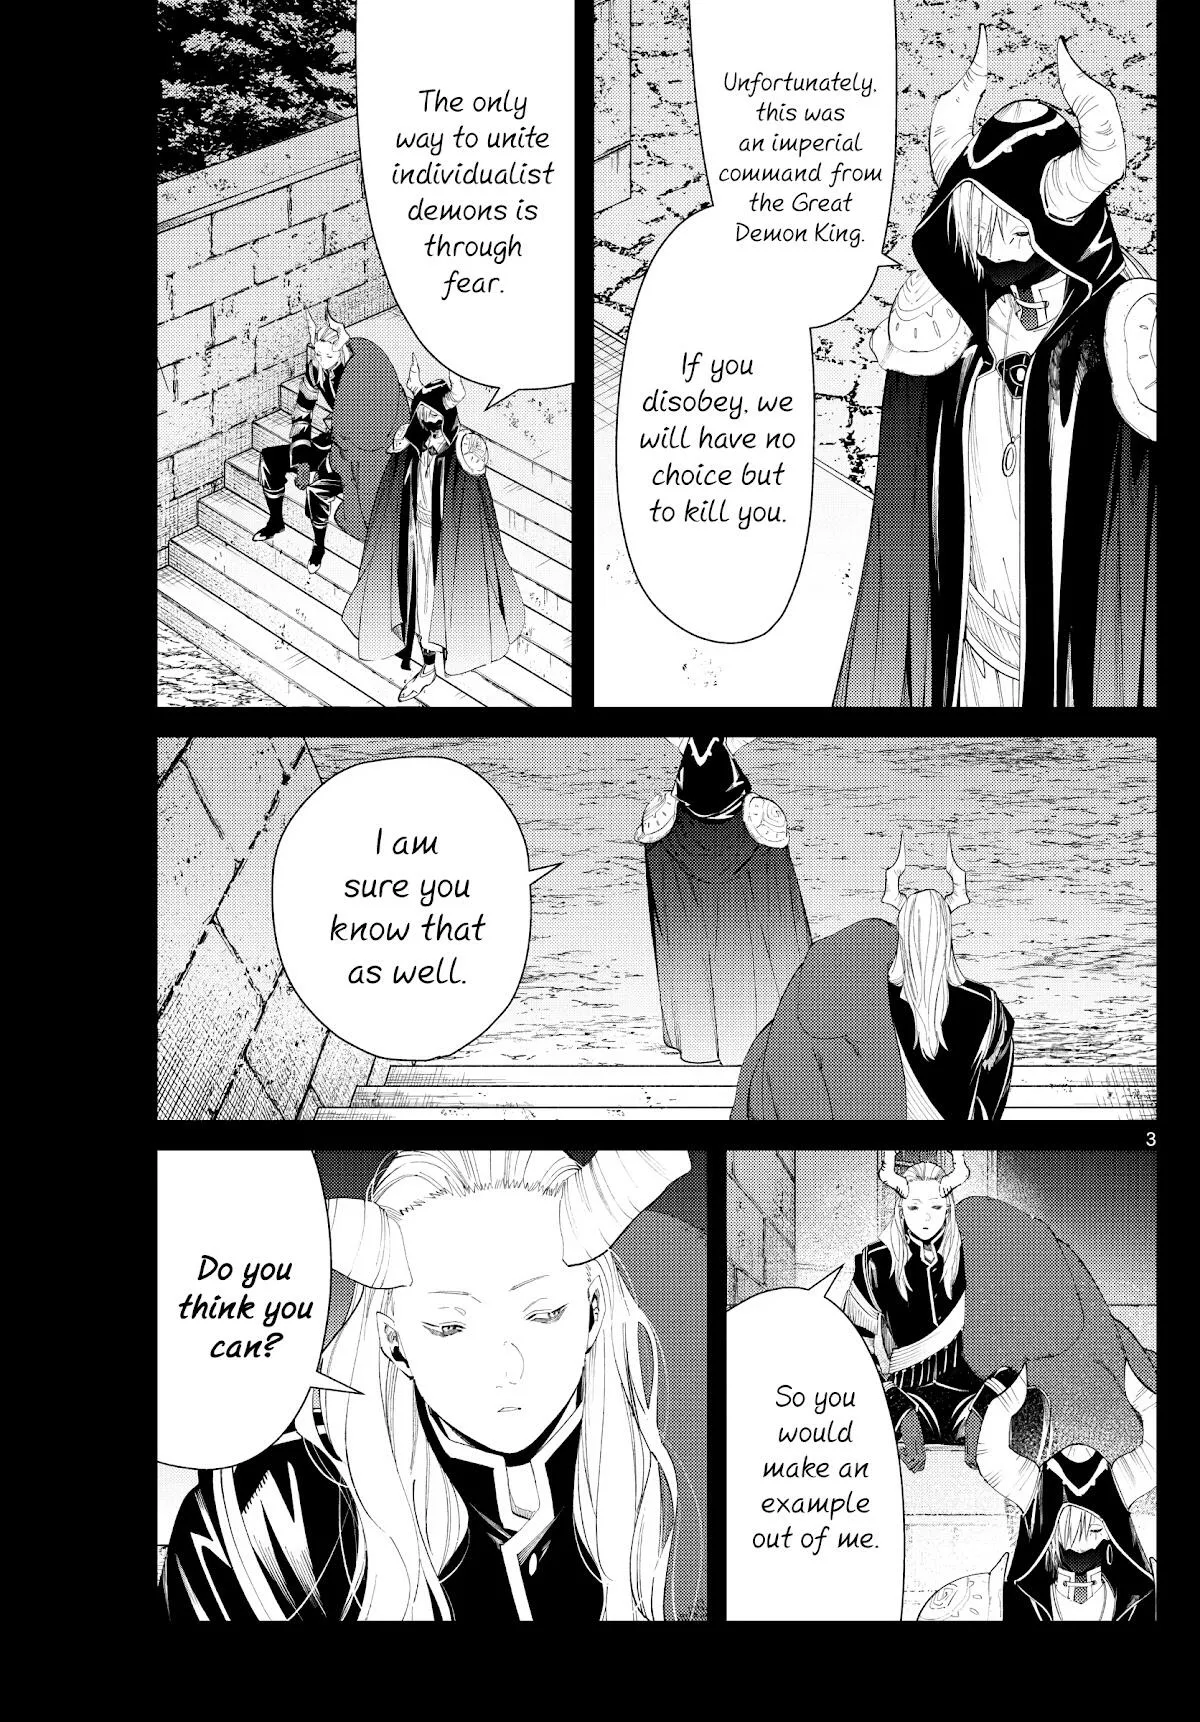 Unfortunately,
this was
an imperial
command from
the Great
Demon King.
If you
disobey, we
will have no
choice but
to kill you.
The only
way to unite
individualist
demons is
through
fear.
I am
sure you
know that
as well.
3
So you
would
make an
example
out of me.
Do you
think you
can?